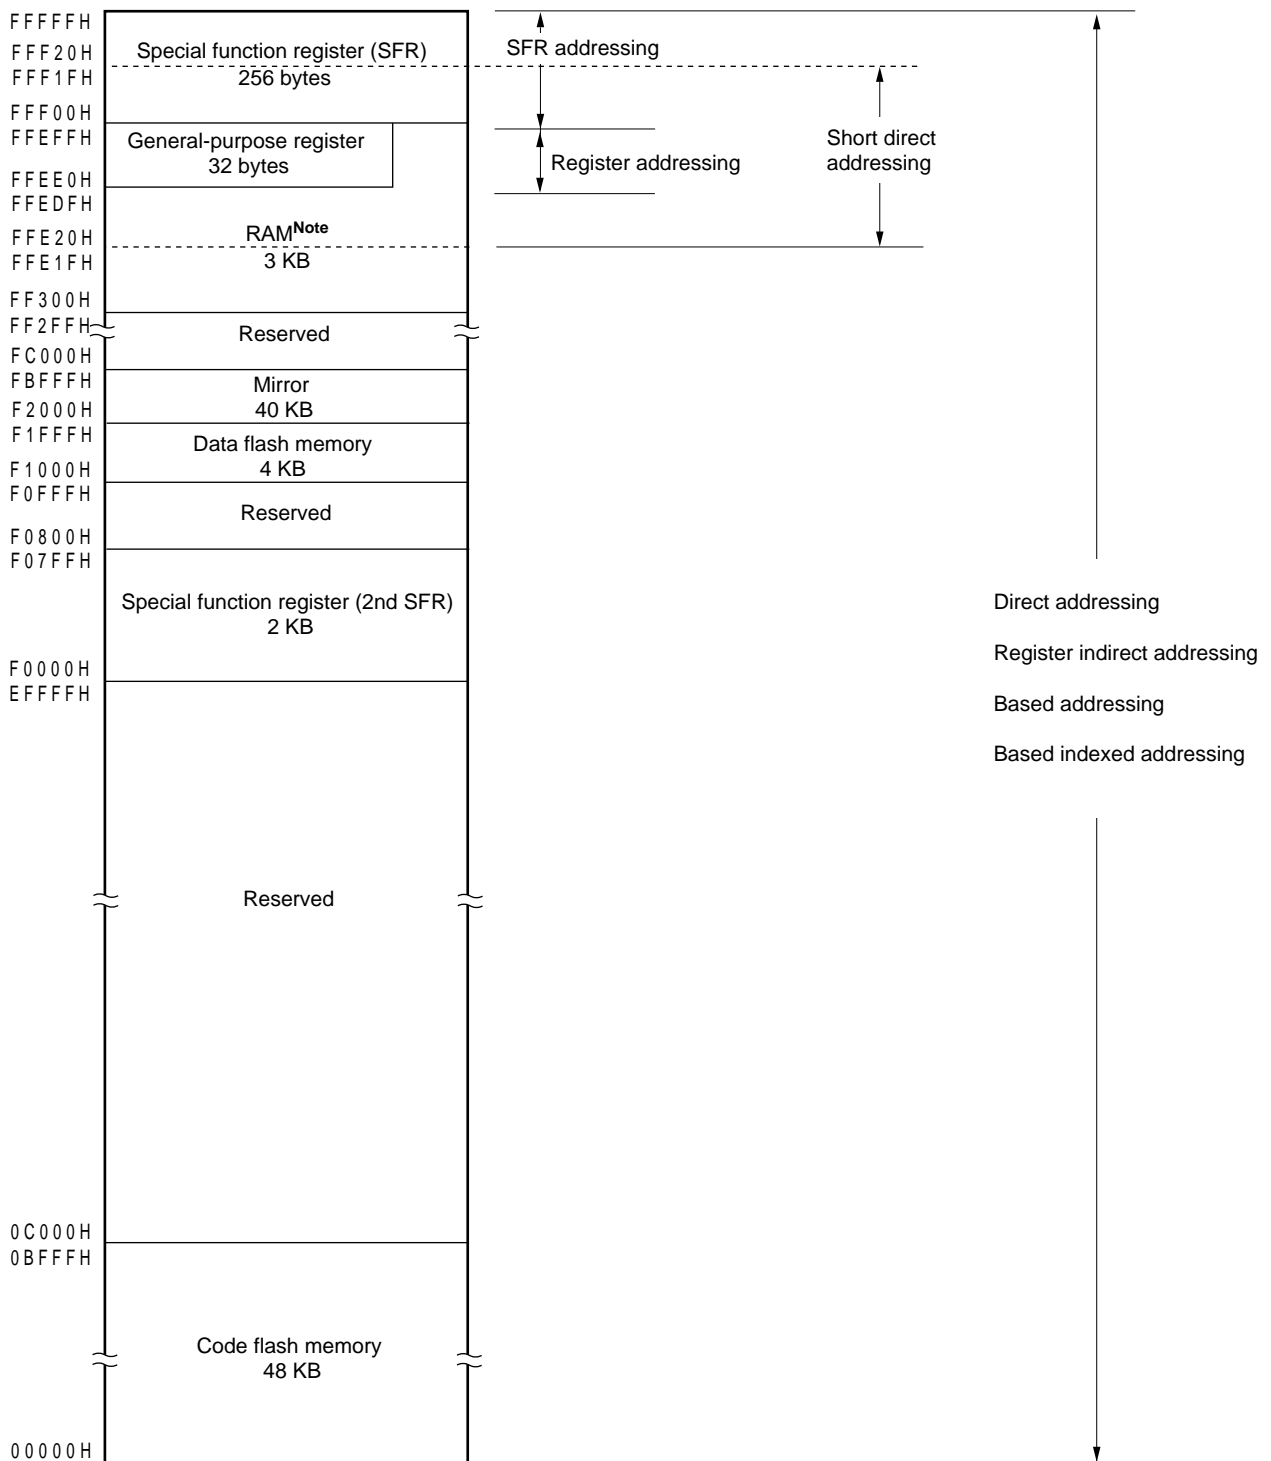 FFFFFH
FFF20H
Special function register (SFR)
SFR addressing
FFF1FH
256 bytes
FFF00H
FFEFFH
General-purpose register
32 bytes
Register addressing
Short direct
addressing
FFEE0H
FFEDFH
FFE20H
RAMNote
FFE1FH
3 KB
FF300H
FF2FFH
Reserved
FC000H
FBFFFH
Mirror
F2000H
40 KB
F1FFFH
Data flash memory
F1000H
4 KB
F0FFFH
Reserved
F0800H
F07FFH
Special function register (2nd SFR)
2 KB
Direct addressing
Register indirect addressing
Based addressing
Based indexed addressing
F0000H
EFFFFH
Reserved
0C000H
0BFFFH
Code flash memory
48 KB
00000H